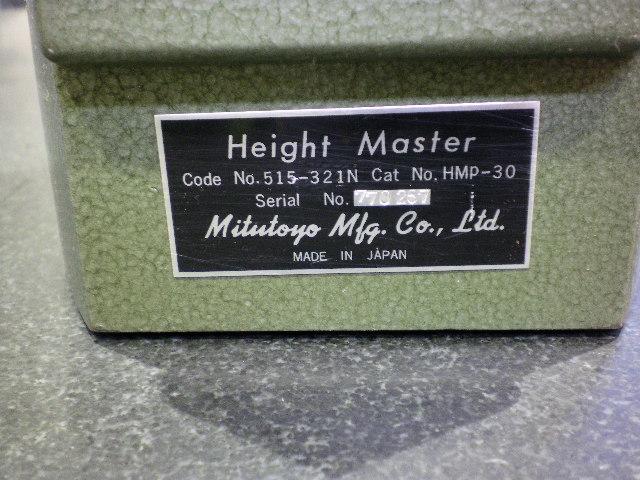 Height Master
Code No. 515-321N Cat No. HMP-30
Serial No. 770257
Mitutoyo Mfg. Co., Ltd.
MADE IN JAPAN